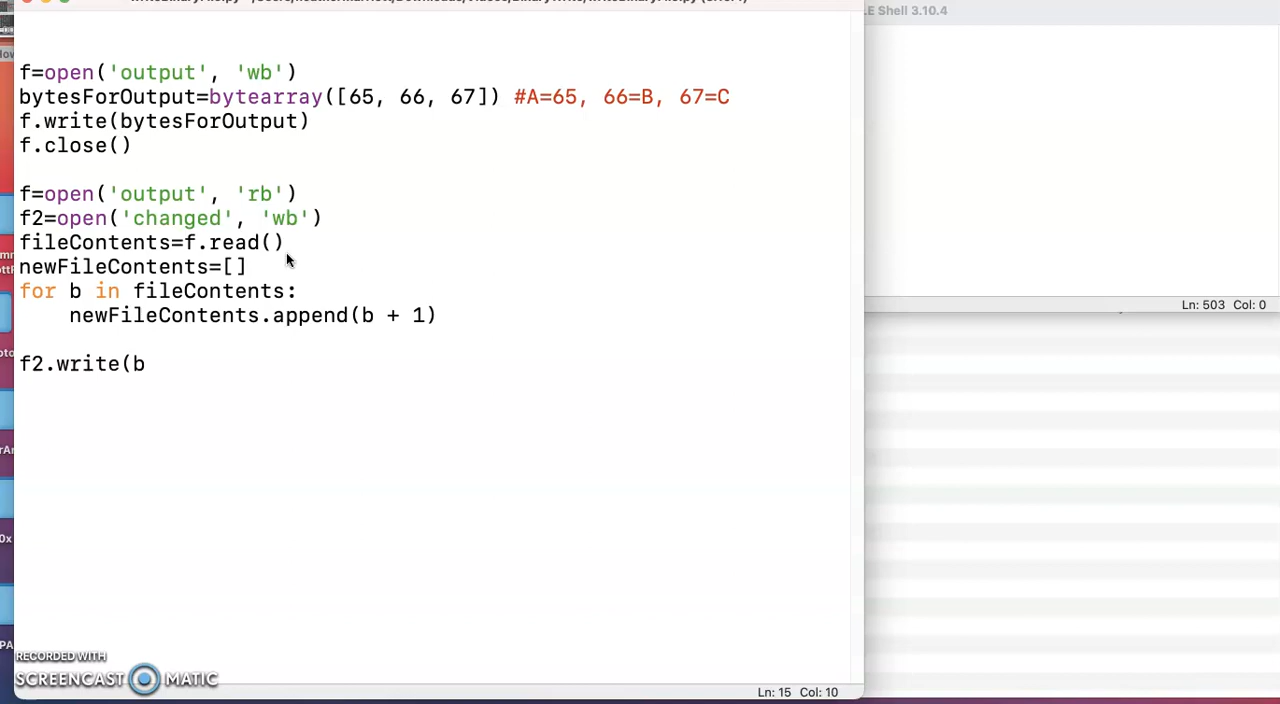 E Shell 3.10.4
f=open('output', 'wb')
bytesForOutput=bytearray([65, 66, 67]) #A=65, 66=B, 67=C
f.write(bytesForOutput)
f.close()
f=open('output', 'rb')
f2=open('changed', 'wb')
fileContents=f.read()
newFileContents=[]
for b in fileContents:
    newFileContents.append(b + 1)
f2.write(b
Ln: 503 Col: 0
RECORDED WITH
SCREENCAST MATIC
Ln: 15 Col: 10